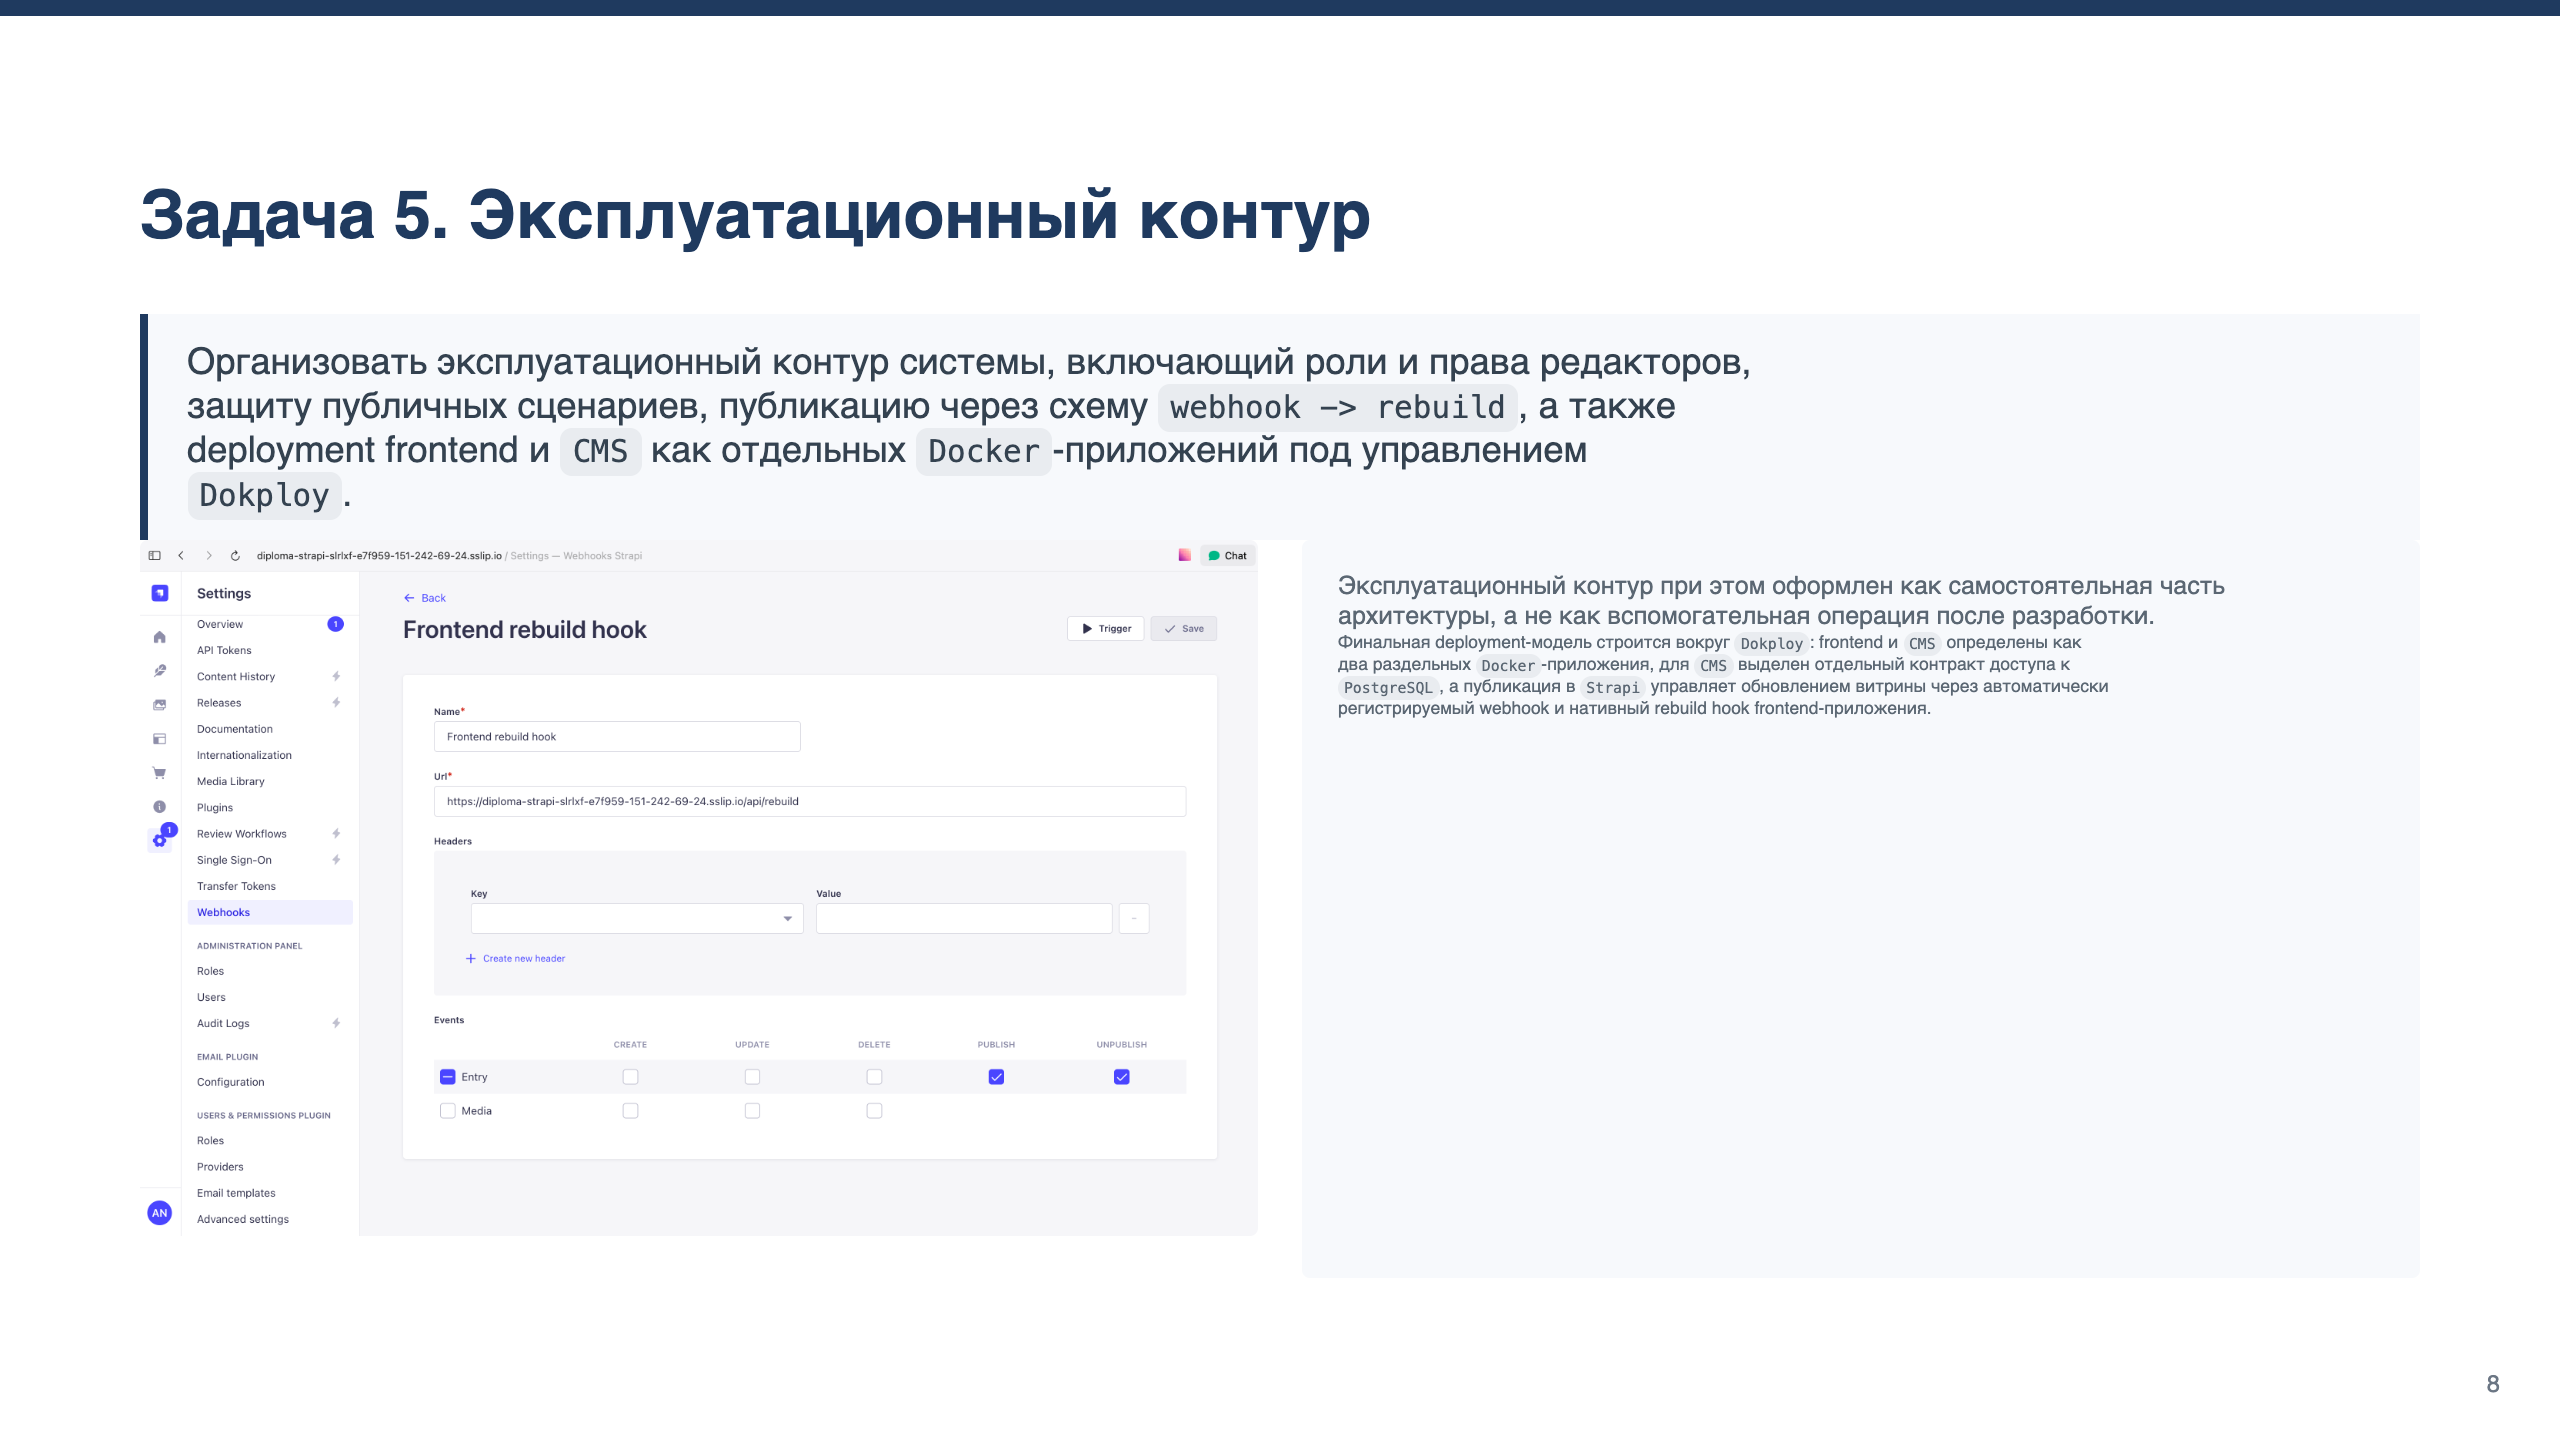 Задача 5. Эксплуатационный контур
Организовать эксплуатационный контур системы, включающий роли и права редакторов,
защиту публичных сценариев, публикацию через схему webhook -> rebuild, а также
deployment frontend и CMS как отдельных Docker-приложений под управлением
Dokploy.
diploma-strapi-slrlxf-e7f959-151-242-69-24.sslip.io / Settings — Webhooks Strapi
Chat
Settings
Overview 1
API Tokens
Content History
Releases
Documentation
Internationalization
Media Library
Plugins
1
Review Workflows
Single Sign-On
Transfer Tokens
Webhooks
ADMINISTRATION PANEL
Roles
Users
Audit Logs
EMAIL PLUGIN
Configuration
USERS & PERMISSIONS PLUGIN
Roles
Providers
Email templates
Advanced settings
AN
Back
Frontend rebuild hook
Trigger
Save
Name*
Frontend rebuild hook
Url*
https://diploma-strapi-slrlxf-e7f959-151-242-69-24.sslip.io/api/rebuild
Headers
Key Value
Create new header
Events
CREATE UPDATE DELETE PUBLISH UNPUBLISH
Entry
Media
Эксплуатационный контур при этом оформлен как самостоятельная часть
архитектуры, а не как вспомогательная операция после разработки.
Финальная deployment-модель строится вокруг Dokploy: frontend и CMS определены как
два раздельных Docker-приложения, для CMS выделен отдельный контракт доступа к
PostgreSQL, а публикация в Strapi управляет обновлением витрины через автоматически
регистрируемый webhook и нативный rebuild hook frontend-приложения.
8